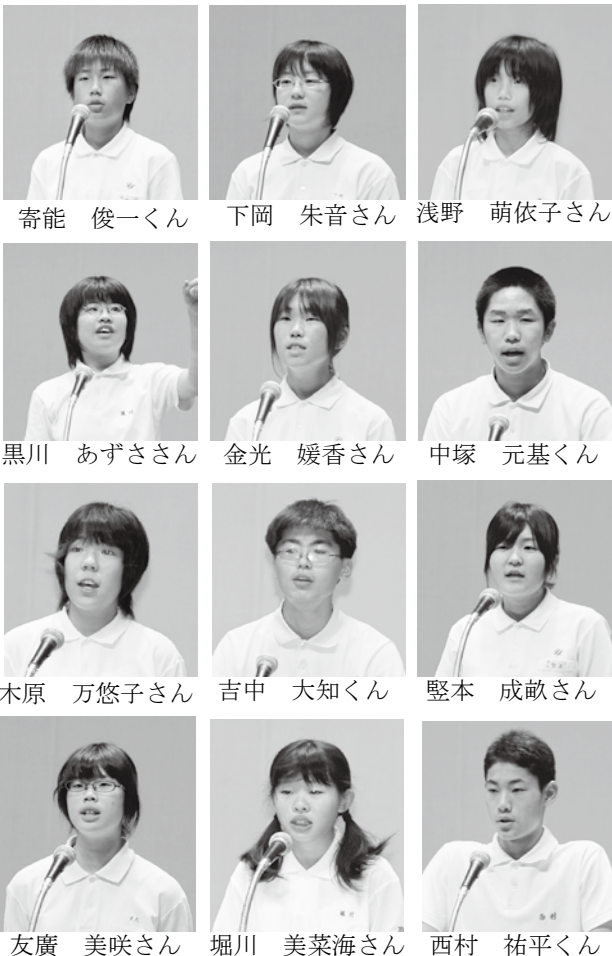 寄能　俊一くん
下岡　朱音さん
浅野　萌依子さん
黒川　あずささん
金光　媛香さん
中塚　元基くん
木原　万悠子さん
吉中　大知くん
堅本　成畝さん
友廣　美咲さん
堀川　美菜海さん
西村　祐平くん